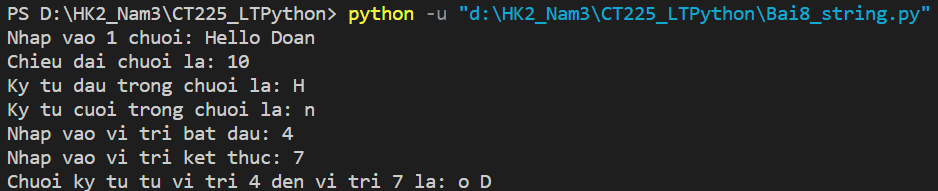 PS D:\HK2_Nam3\CT225_LTPython> python -u "d:\HK2_Nam3\CT225_LTPython\Bai8_string.py"
Nhap vao 1 chuoi: Hello Doan
Chieu dai chuoi la: 10
Ky tu dau trong chuoi la: H
Ky tu cuoi trong chuoi la: n
Nhap vao vi tri bat dau: 4
Nhap vao vi tri ket thuc: 7
Chuoi ky tu tu vi tri 4 den vi tri 7 la: o D